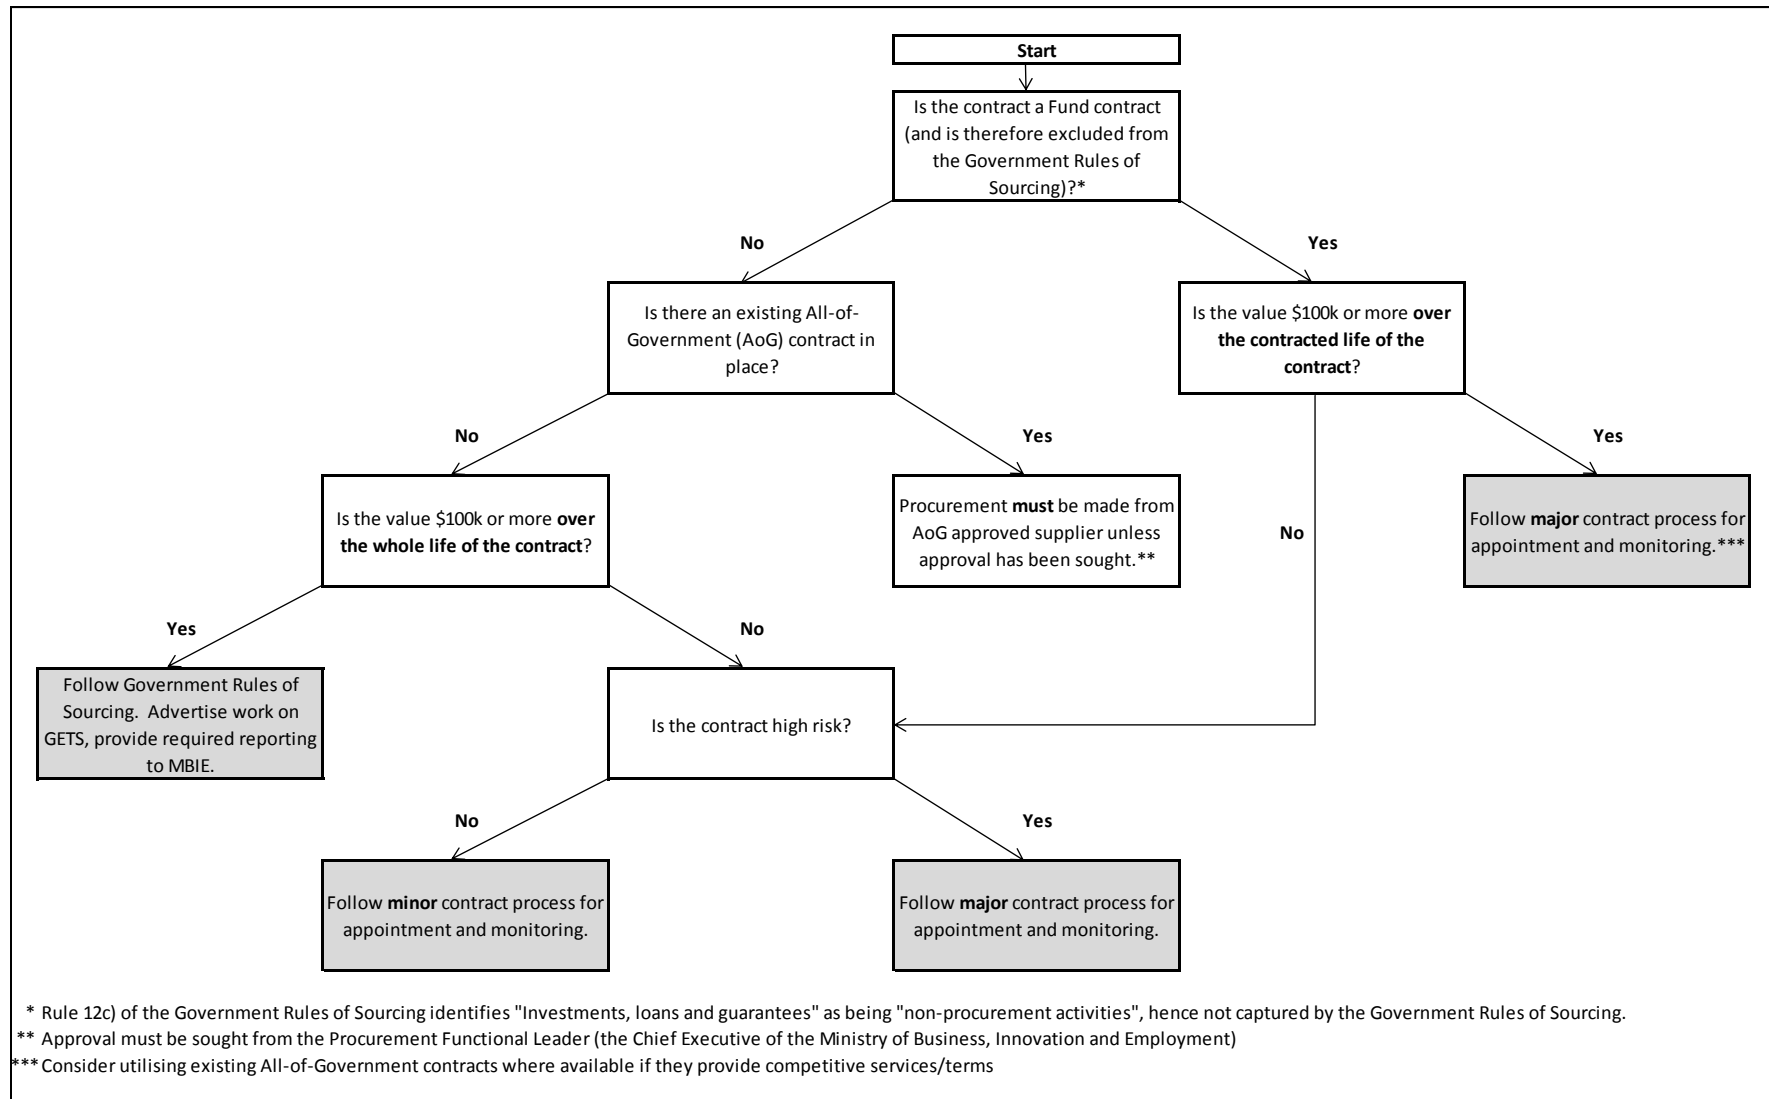 Start
Is the contract a Fund contract
(and is therefore excluded from
the Government Rules of
Sourcing)?*
No
Yes
Is there an existing All-of-
Government (AoG) contract in
place?
Is the value $100k or more over
the contracted life of the
contract?
No
Yes
Yes
Is the value $100k or more over
the whole life of the contract?
Procurement must be made from
AoG approved supplier unless
approval has been sought.**
No
Follow major contract process for
appointment and monitoring.***
Yes
No
Follow Government Rules of
Sourcing.  Advertise work on
GETS, provide required reporting
to MBIE.
Is the contract high risk?
No
Yes
Follow minor contract process for
appointment and monitoring.
Follow major contract process for
appointment and monitoring.
* Rule 12c) of the Government Rules of Sourcing identifies "Investments, loans and guarantees" as being "non-procurement activities", hence not captured by the Government Rules of Sourcing.
** Approval must be sought from the Procurement Functional Leader (the Chief Executive of the Ministry of Business, Innovation and Employment)
*** Consider utilising existing All-of-Government contracts where available if they provide competitive services/terms